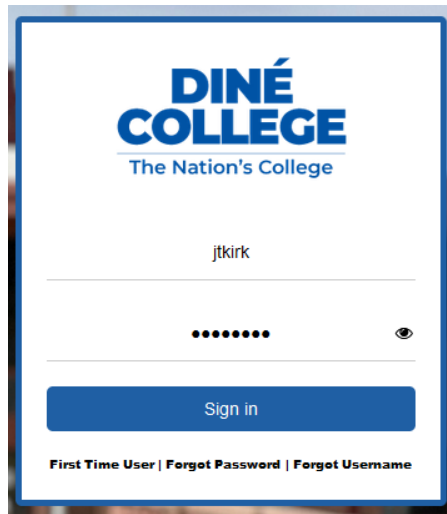 DINÉ
COLLEGE
The Nation's College
jtkirk
••••••••
Sign in
First Time User | Forgot Password | Forgot Username